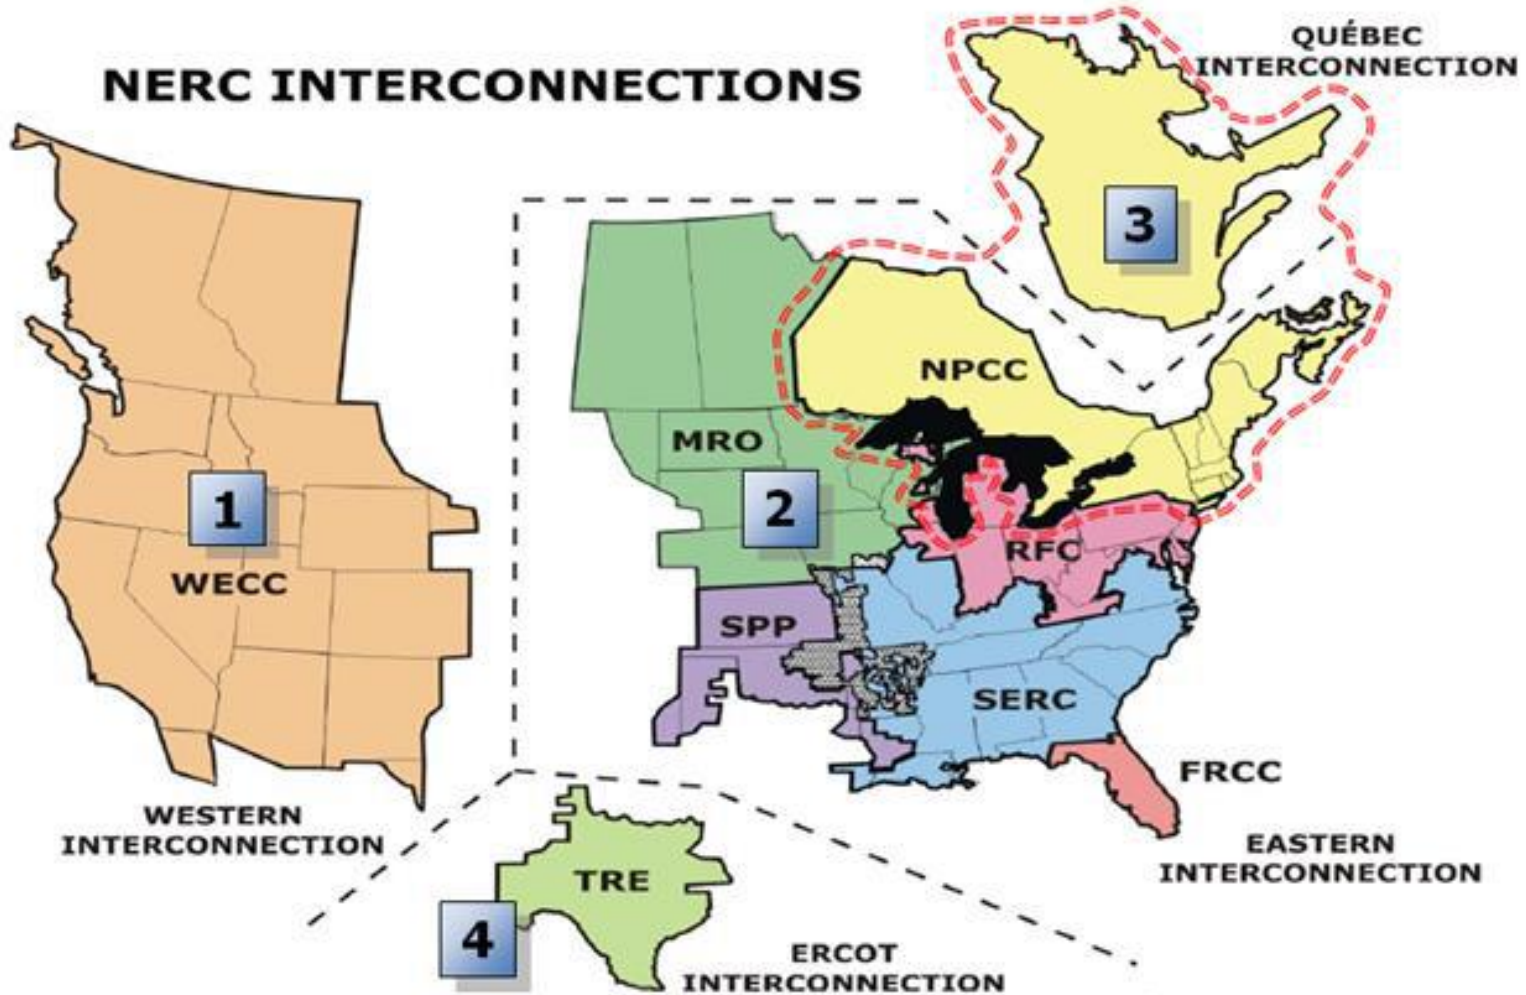 NERC INTERCONNECTIONS
QUÉBEC
INTERCONNECTION
3
NPCC
MRO
1
2
RFC
WECC
SPP
SERC
FRCC
WESTERN
INTERCONNECTION
EASTERN
INTERCONNECTION
TRE
4
ERCOT
INTERCONNECTION